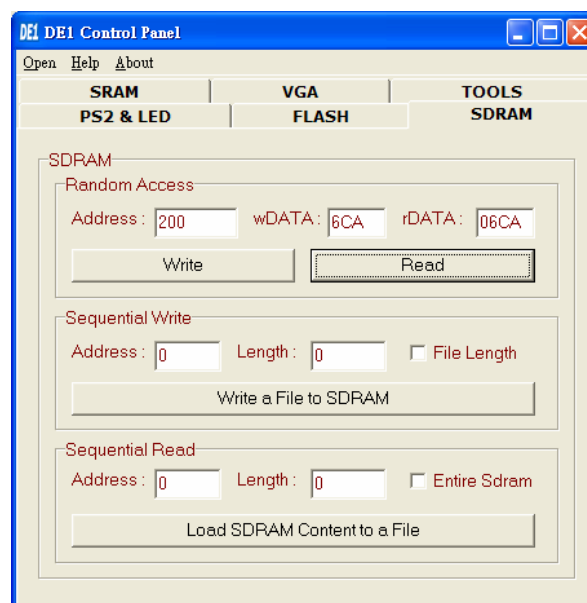 DE1 DE1 Control Panel
Open Help About
SRAM VGA TOOLS
PS2 & LED FLASH SDRAM
SDRAM
Random Access
Address : 200 wDATA : 6CA rDATA : 06CA
Write Read
Sequential Write
Address : 0 Length : 0 File Length
Write a File to SDRAM
Sequential Read
Address : 0 Length : 0 Entire Sdram
Load SDRAM Content to a File